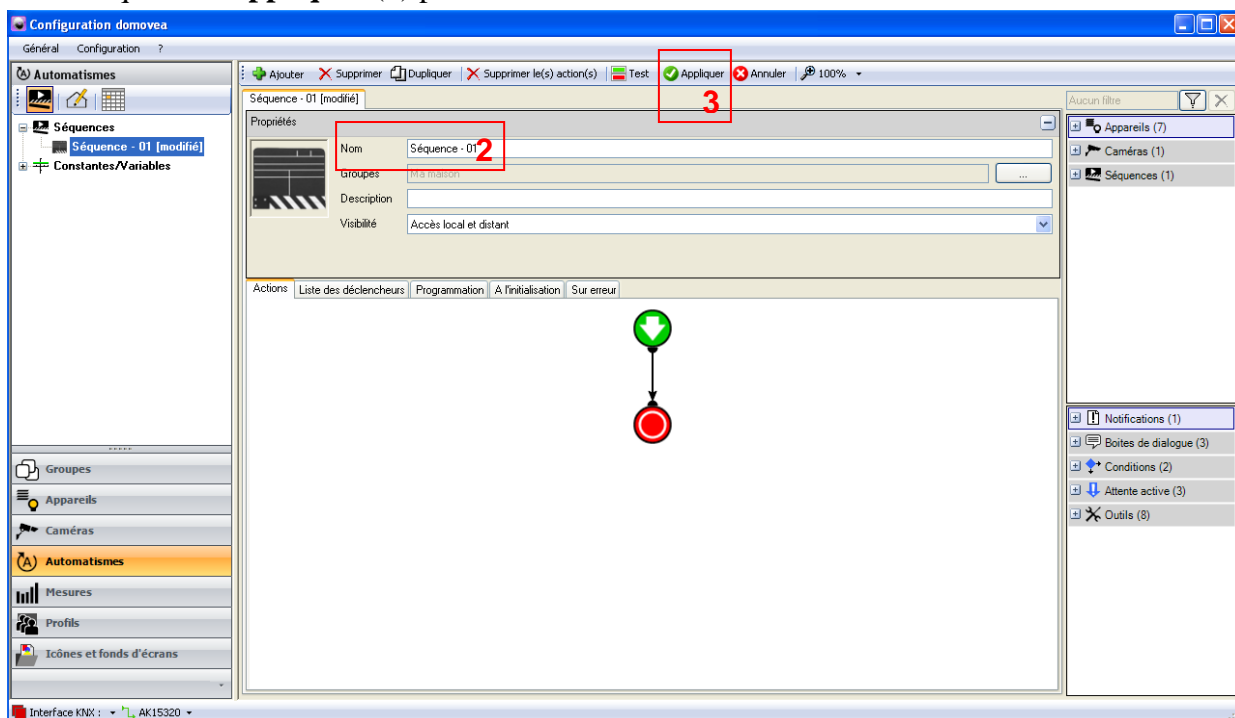 Configuration domovea
Général Configuration ?
Automatismes
Ajouter Supprimer Dupliquer Supprimer le(s) action(s) Test Appliquer Annuler 100%
3
Séquence - 01 [modifié]
Aucun filtre
Propriétés
Séquences
Séquence - 01 [modifié]
Constantes/Variables
Nom Séquence - 01
2
Groupes Ma maison ...
Description
Visibilité Accès local et distant
Appareils (7)
Caméras (1)
Séquences (1)
Actions Liste des déclencheurs Programmation A l'initialisation Sur erreur
Notifications (1)
Boites de dialogue (3)
Conditions (2)
Attente active (3)
Outils (8)
Groupes
Appareils
Caméras
Automatismes
Mesures
Profils
Icônes et fonds d'écrans
Interface KNX : AK15320